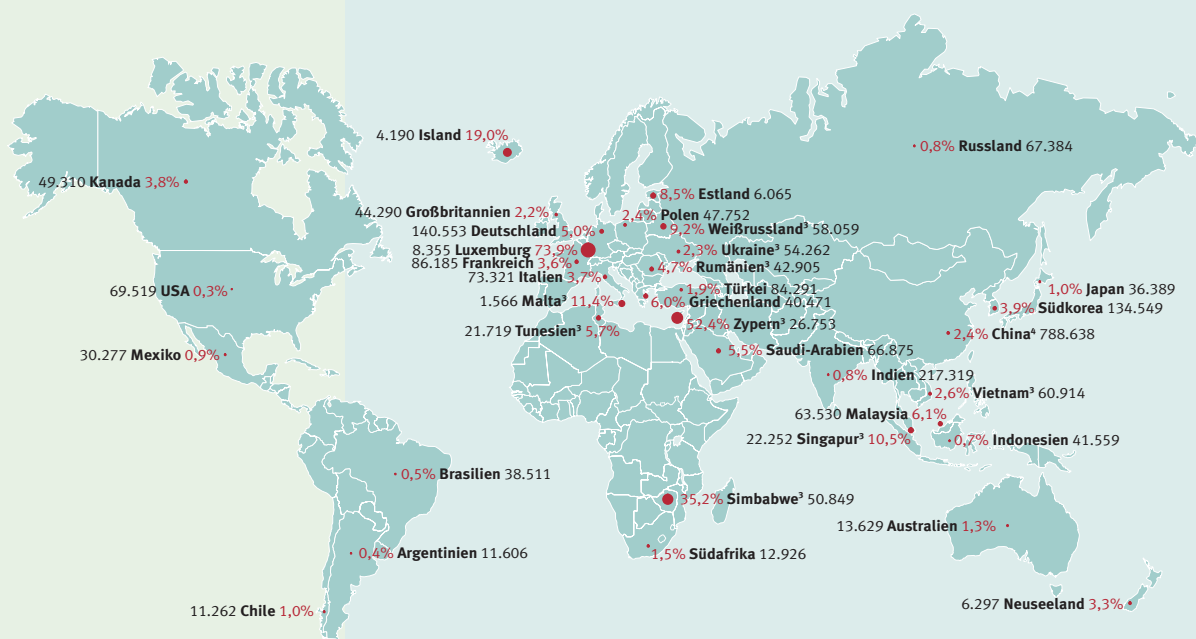 4.190 Island 19,0%
0,8% Russland 67.384
49.310 Kanada 3,8%
8,5% Estland 6.065
44.290 Großbritannien 2,2%
2,4% Polen 47.752
140.553 Deutschland 5,0%
9,2% Weißrussland³ 58.059
8.355 Luxemburg 73,9%
2,3% Ukraine³ 54.262
86.185 Frankreich 3,6%
4,7% Rumänien³ 42.905
73.321 Italien 3,7%
69.519 USA 0,3%
1,9% Türkei 84.291
1,0% Japan 36.389
1.566 Malta³ 11,4%
6,0% Griechenland 40.471
3,9% Südkorea 134.549
52,4% Zypern³ 26.753
21.719 Tunesien³ 5,7%
2,4% China⁴ 788.638
30.277 Mexiko 0,9%
5,5% Saudi-Arabien 66.875
0,8% Indien 217.319
2,6% Vietnam³ 60.914
63.530 Malaysia 6,1%
22.252 Singapur³ 10,5%
0,7% Indonesien 41.559
0,5% Brasilien 38.511
35,2% Simbabwe³ 50.849
13.629 Australien 1,3%
0,4% Argentinien 11.606
1,5% Südafrika 12.926
11.262 Chile 1,0%
6.297 Neuseeland 3,3%